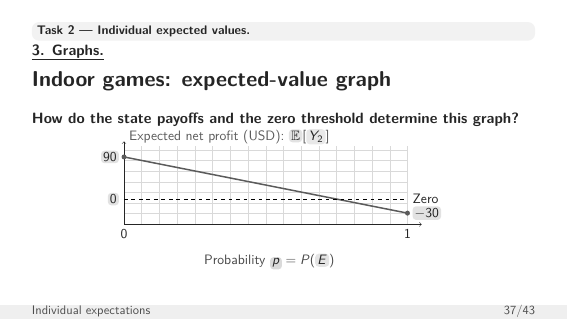 Task 2 — Individual expected values.
3. Graphs.
Indoor games: expected-value graph
How do the state payoffs and the zero threshold determine this graph?
Expected net profit (USD): 𝔼[Y₂]
90
0
Zero
−30
0
1
Probability p = P(E)
Individual expectations
37/43